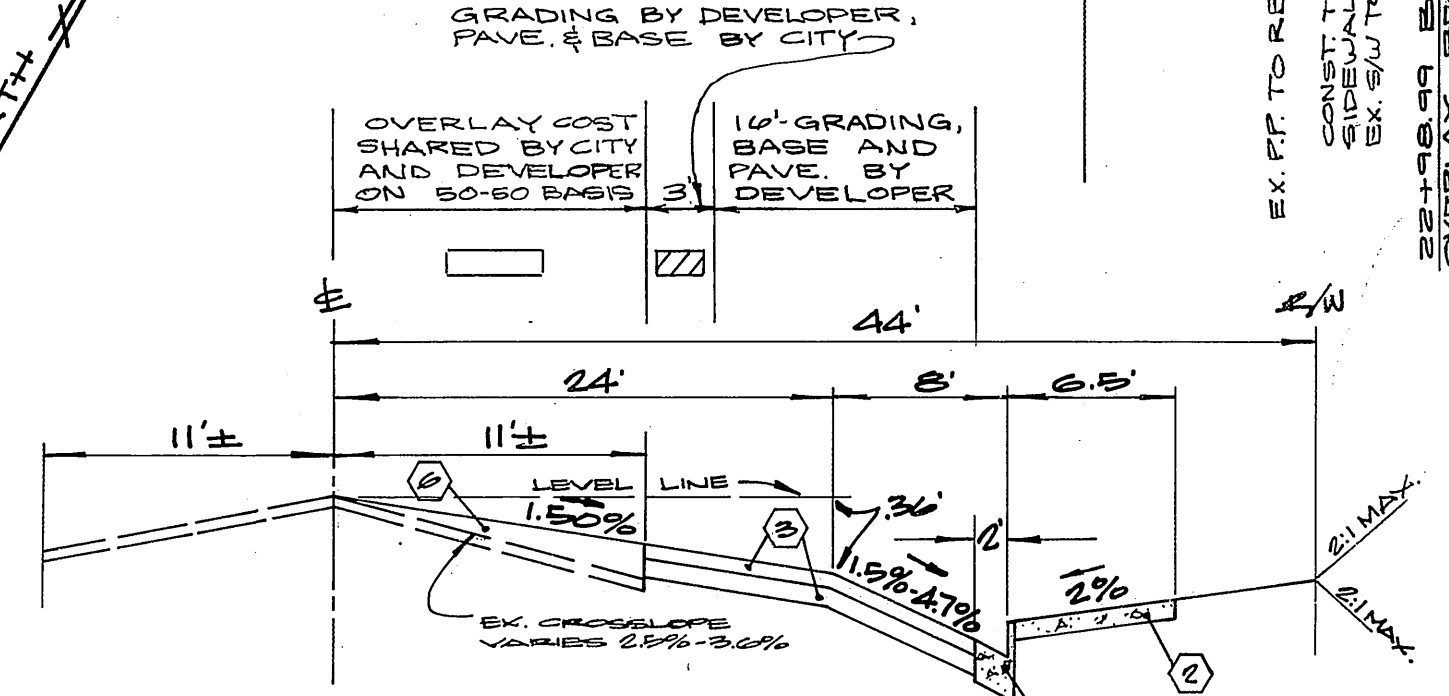 GRADING BY DEVELOPER,
PAVE. & BASE BY CITY
OVERLAY COST
SHARED BY CITY
AND DEVELOPER
ON 50-50 BASIS
3'
16'-GRADING,
BASE AND
PAVE. BY
DEVELOPER
EX. P.P. TO RE
CONST. T
SIDEWAL
EX. S/W TO
22+98.99
℄
R/W
44'
24'
8'
6.5'
11'±
11'±
6
LEVEL LINE
1.50%
.36'
3
2'
1.5%-4.7%
2%
2:1 MAX.
2:1 MAX.
EX. CROSSLOPE
VARIES 2.5%-3.6%
2